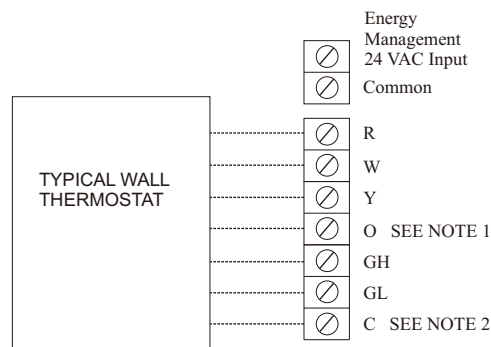 Energy
Management
24 VAC Input
Common
R
W
TYPICAL WALL
THERMOSTAT
Y
O SEE NOTE 1
GH
GL
C SEE NOTE 2